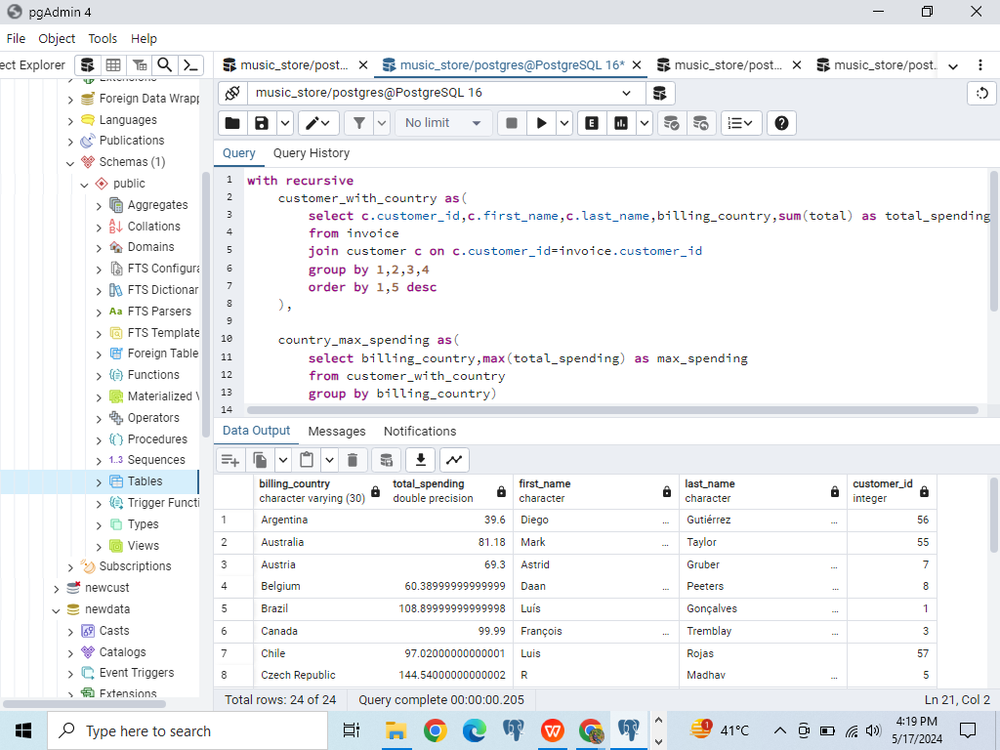 pgAdmin 4
File Object Tools Help
ect Explorer
music_store/post...
music_store/postgres@PostgreSQL 16*
music_store/post...
music_store/post.
music_store/postgres@PostgreSQL 16
No limit
Query Query History
Extensions
Foreign Data Wrapp
Languages
Publications
Schemas (1)
public
Aggregates
Collations
Domains
FTS Configura
FTS Dictionar
FTS Parsers
FTS Template
Foreign Table
Functions
Materialized V
Operators
Procedures
1..3 Sequences
Tables
Trigger Functi
Types
Views
Subscriptions
newcust
newdata
Casts
Catalogs
Event Triggers
Extensions
1 with recursive
2 customer_with_country as(
3 select c.customer_id,c.first_name,c.last_name,billing_country,sum(total) as total_spending
4 from invoice
5 join customer c on c.customer_id=invoice.customer_id
6 group by 1,2,3,4
7 order by 1,5 desc
8 ),
9
10 country_max_spending as(
11 select billing_country,max(total_spending) as max_spending
12 from customer_with_country
13 group by billing_country)
14
Data Output Messages Notifications
billing_country total_spending first_name last_name customer_id
character varying (30) double precision character character integer
1 Argentina 39.6 Diego ... Gutiérrez ... 56
2 Australia 81.18 Mark ... Taylor 55
3 Austria 69.3 Astrid Gruber ... 7
4 Belgium 60.38999999999999 Daan ... Peeters ... 8
5 Brazil 108.89999999999998 Luís Gonçalves ... 1
6 Canada 99.99 François ... Tremblay ... 3
7 Chile 97.02000000000001 Luis Rojas 57
8 Czech Republic 144.54000000000002 R Madhav ... 5
Total rows: 24 of 24 Query complete 00:00:00.205 Ln 21, Col 2
Type here to search
1
41°C
4:19 PM
5/17/2024